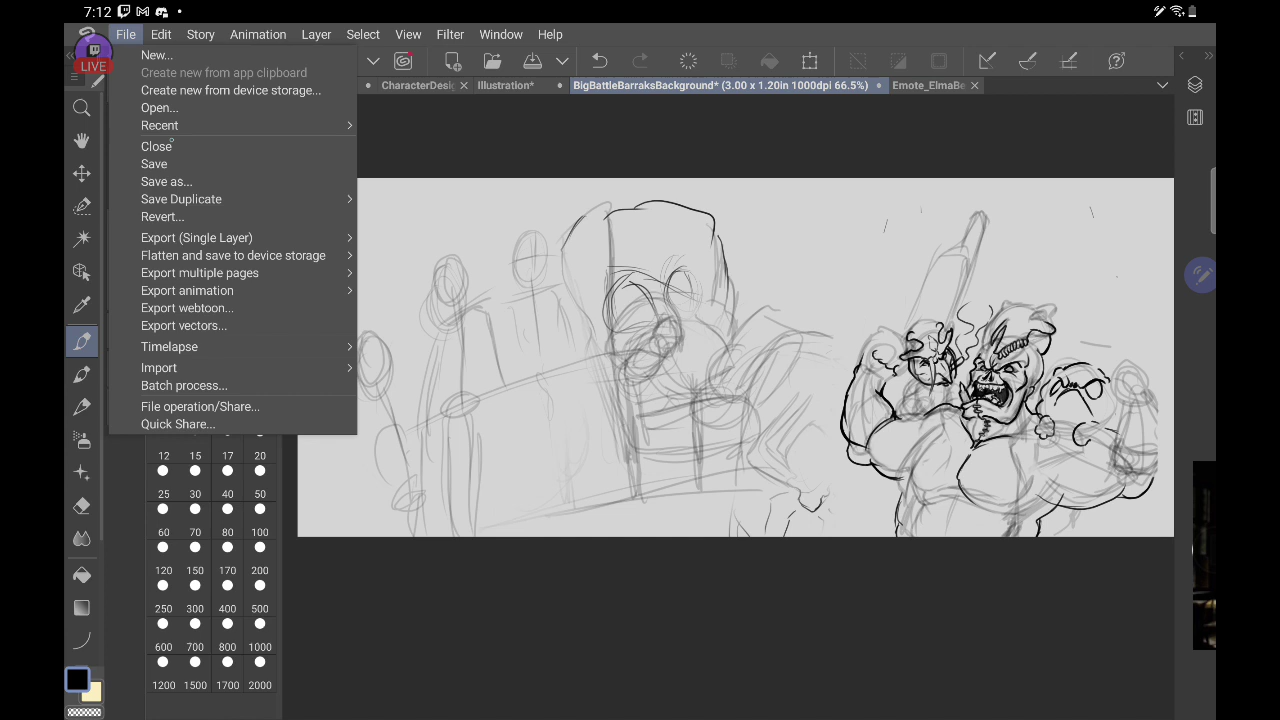 7:12
File Edit Story Animation Layer Select View Filter Window Help
LIVE
CharacterDesig Illustration* BigBattleBarraksBackground* (3.00 x 1.20in 1000dpi 66.5%) Emote_ElmaBe
New...
Create new from app clipboard
Create new from device storage...
Open...
Recent
Close
Save
Save as...
Save Duplicate
Revert...
Export (Single Layer)
Flatten and save to device storage
Export multiple pages
Export animation
Export webtoon...
Export vectors...
Timelapse
Import
Batch process...
File operation/Share...
Quick Share...
12 15 17 20
25 30 40 50
60 70 80 100
120 150 170 200
250 300 400 500
600 700 800 1000
1200 1500 1700 2000